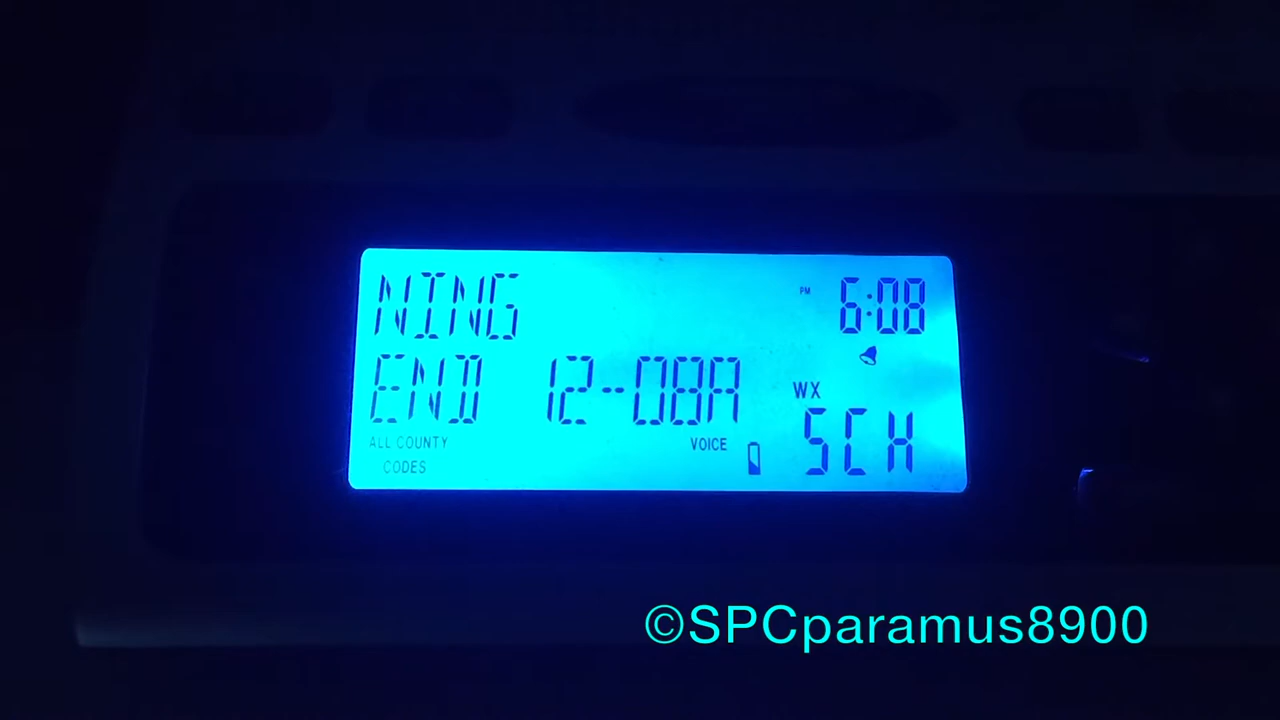 NING
PM 6:08
END 12-08A
WX
ALL COUNTY
CODES
VOICE
SCH
©SPCparamus8900